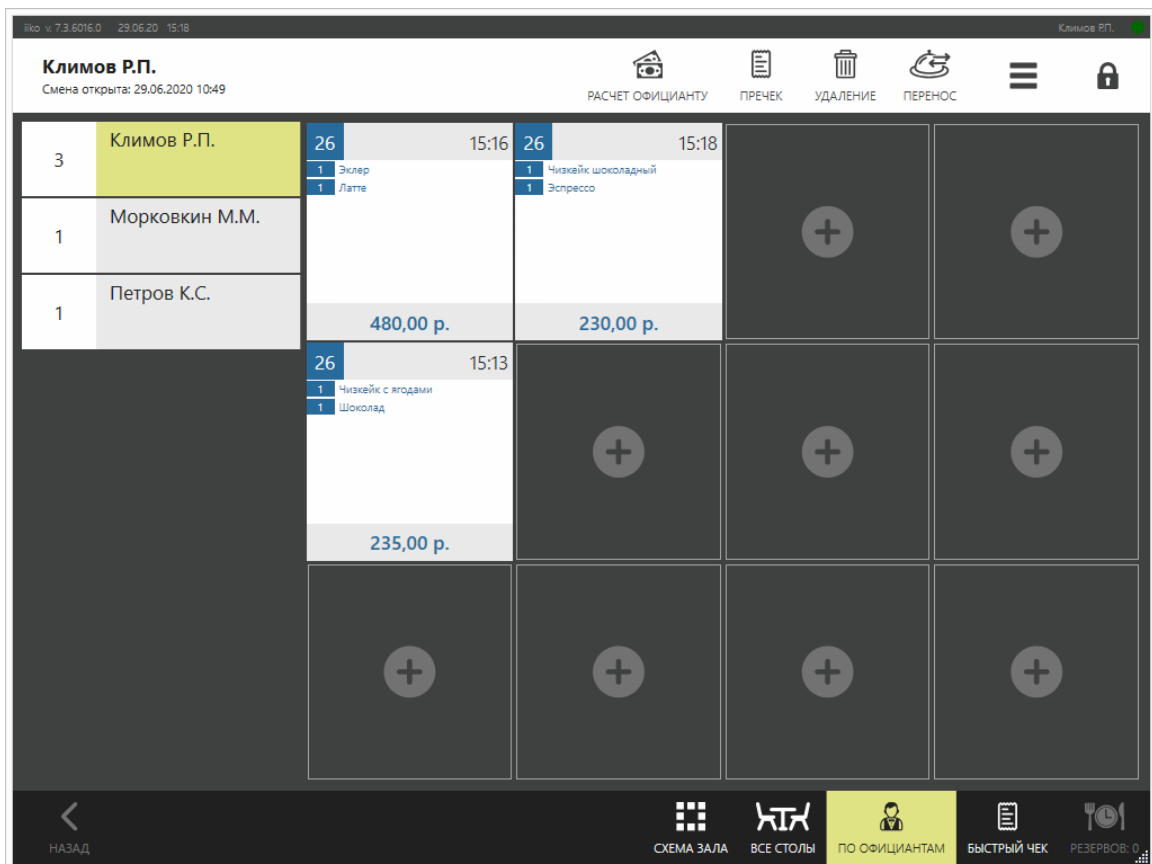 iiko v. 7.3.6016.0 29.06.20 15:18 Климов Р.П.
Климов Р.П.
Смена открыта: 29.06.2020 10:49
РАСЧЕТ ОФИЦИАНТУ ПРЕЧЕК УДАЛЕНИЕ ПЕРЕНОС
3 Климов Р.П.
1 Морковкин М.М.
1 Петров К.С.
26 15:16
1 Эклер
1 Латте
480,00 р.
26 15:18
1 Чизкейк шоколадный
1 Эспрессо
230,00 р.
26 15:13
1 Чизкейк с ягодами
1 Шоколад
235,00 р.
НАЗАД СХЕМА ЗАЛА ВСЕ СТОЛЫ ПО ОФИЦИАНТАМ БЫСТРЫЙ ЧЕК РЕЗЕРВОВ: 0